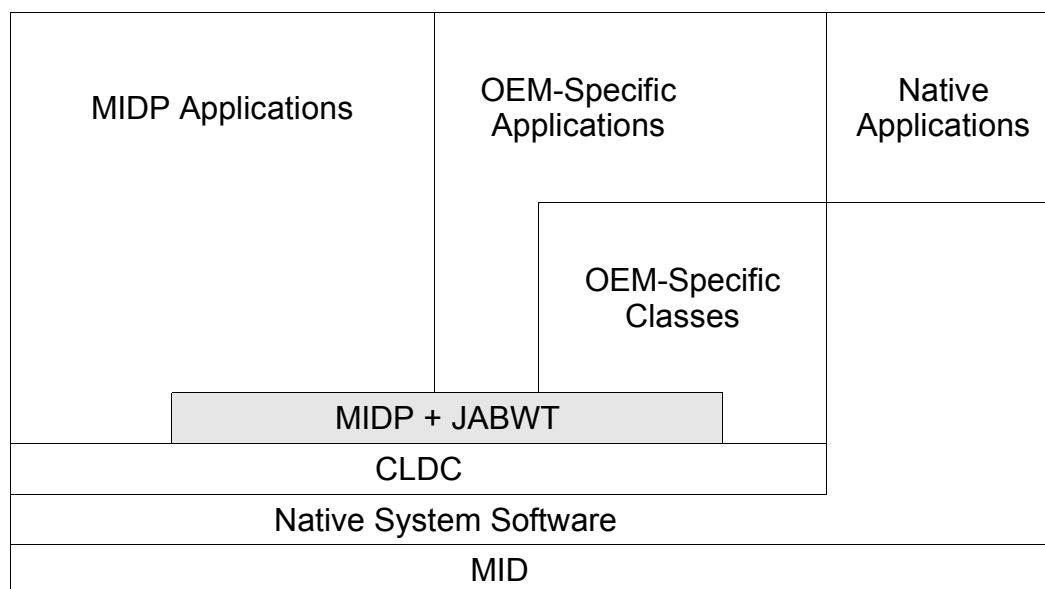 MIDP Applications
OEM-Specific
Applications
Native
Applications
OEM-Specific
Classes
MIDP + JABWT
CLDC
Native System Software
MID